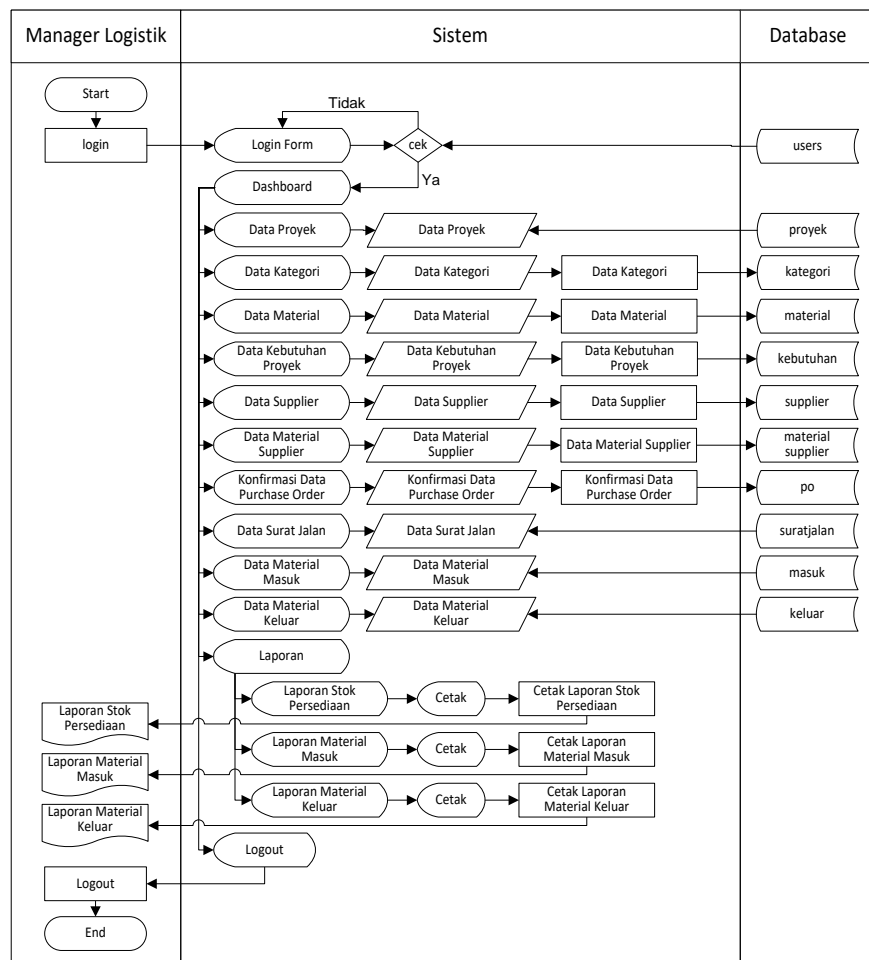 Manager Logistik
Sistem
Database
Start
Tidak
login
Login Form
cek
users
Ya
Dashboard
Data Proyek
Data Proyek
proyek
Data Kategori
Data Kategori
Data Kategori
kategori
Data Material
Data Material
Data Material
material
Data Kebutuhan
Proyek
Data Kebutuhan
Proyek
Data Kebutuhan
Proyek
kebutuhan
Data Supplier
Data Supplier
Data Supplier
supplier
Data Material
Supplier
Data Material
Supplier
Data Material Supplier
material
supplier
Konfirmasi Data
Purchase Order
Konfirmasi Data
Purchase Order
Konfirmasi Data
Purchase Order
po
Data Surat Jalan
Data Surat Jalan
suratjalan
Data Material
Masuk
Data Material
Masuk
masuk
Data Material
Keluar
Data Material
Keluar
keluar
Laporan
Laporan Stok
Persediaan
Cetak
Cetak Laporan Stok
Persediaan
Laporan Stok
Persediaan
Laporan Material
Masuk
Cetak
Cetak Laporan
Material Masuk
Laporan Material
Masuk
Laporan Material
Keluar
Cetak
Cetak Laporan
Material Keluar
Laporan Material
Keluar
Logout
Logout
End